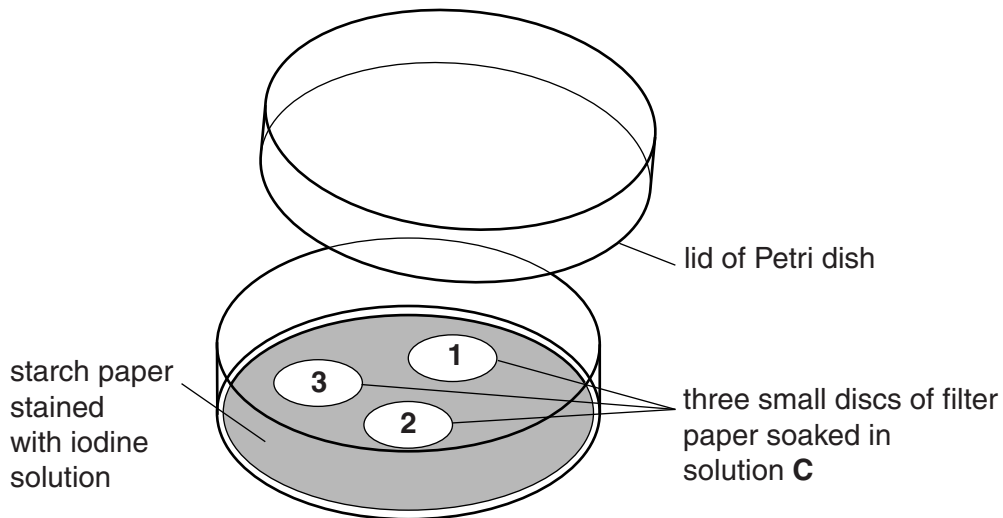 lid of Petri dish
1
3
2
starch paper
stained
with iodine
solution
three small discs of filter
paper soaked in
solution C